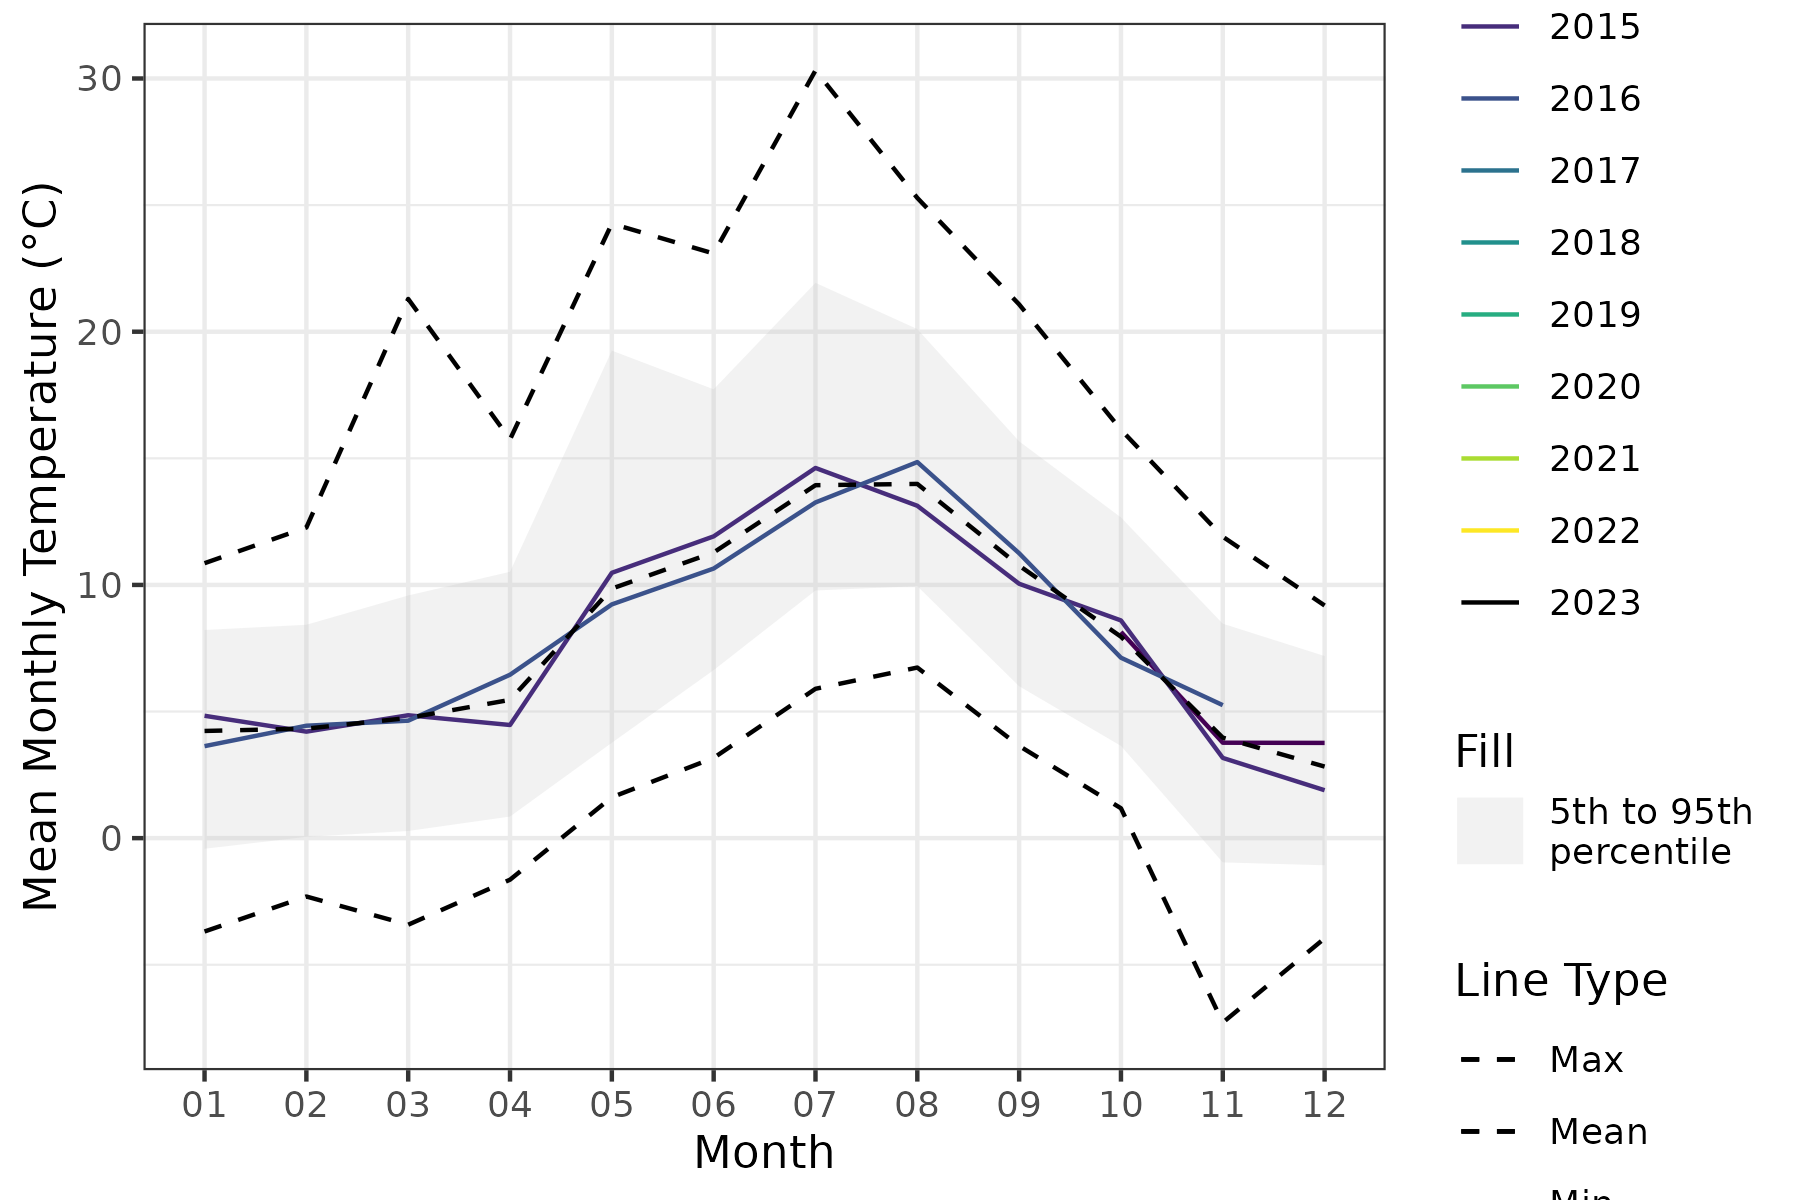 30
20
10
0
Mean Monthly Temperature (°C)
01 02 03 04 05 06 07 08 09 10 11 12
Month
2015
2016
2017
2018
2019
2020
2021
2022
2023
Fill
5th to 95th
percentile
Line Type
Max
Mean
Min